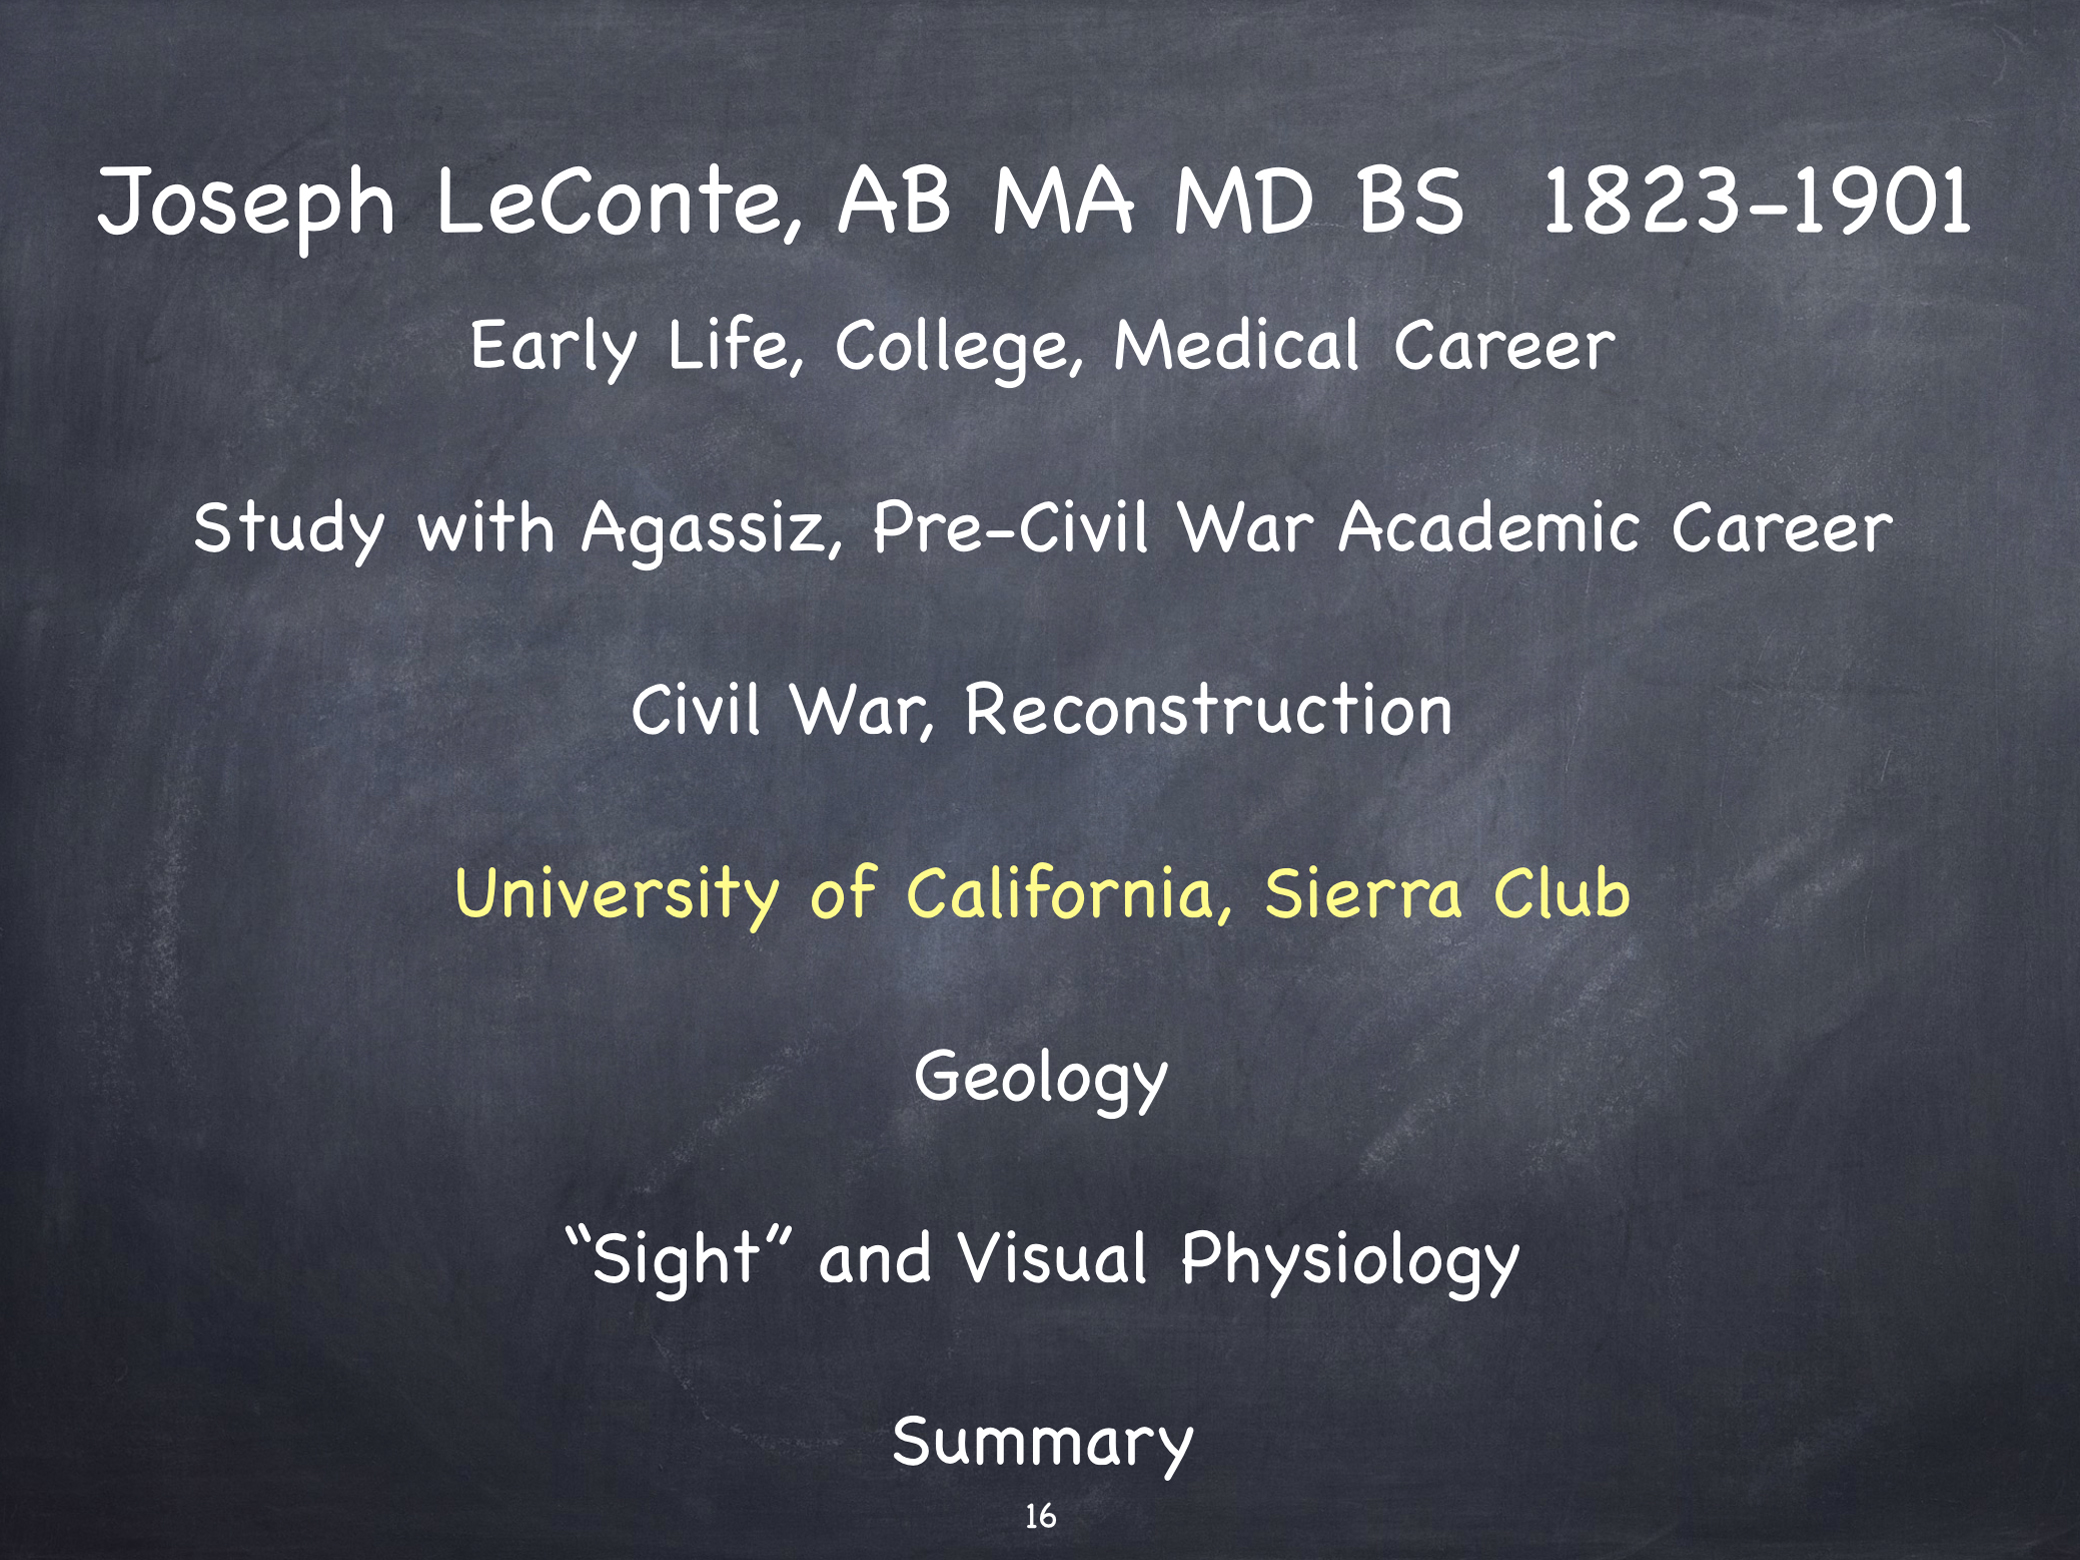 Joseph LeConte, AB MA MD BS 1823-1901
Early Life, College, Medical Career
Study with Agassiz, Pre-Civil War Academic Career
Civil War, Reconstruction
University of California, Sierra Club
Geology
“Sight” and Visual Physiology
Summary
16